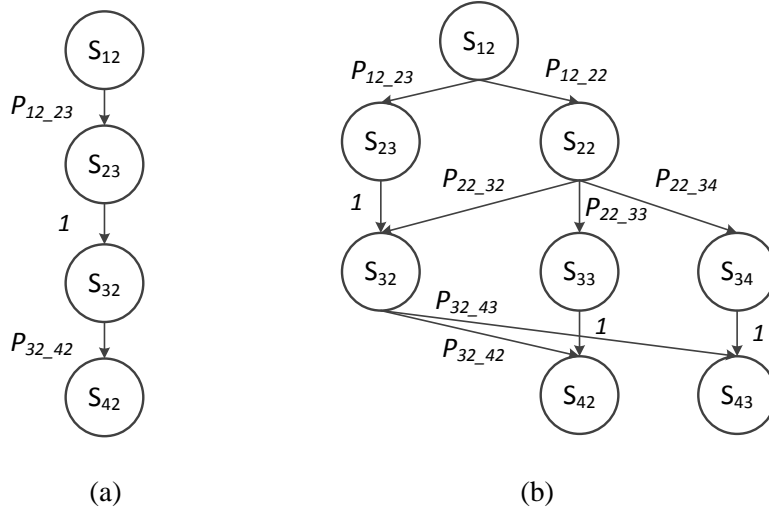 S12
P12_23
S23
1
S32
P32_42
S42
(a)
S12
P12_23
P12_22
S23
S22
1
P22_32
P22_33
P22_34
S32
S33
S34
P32_43
1
1
P32_42
S42
S43
(b)